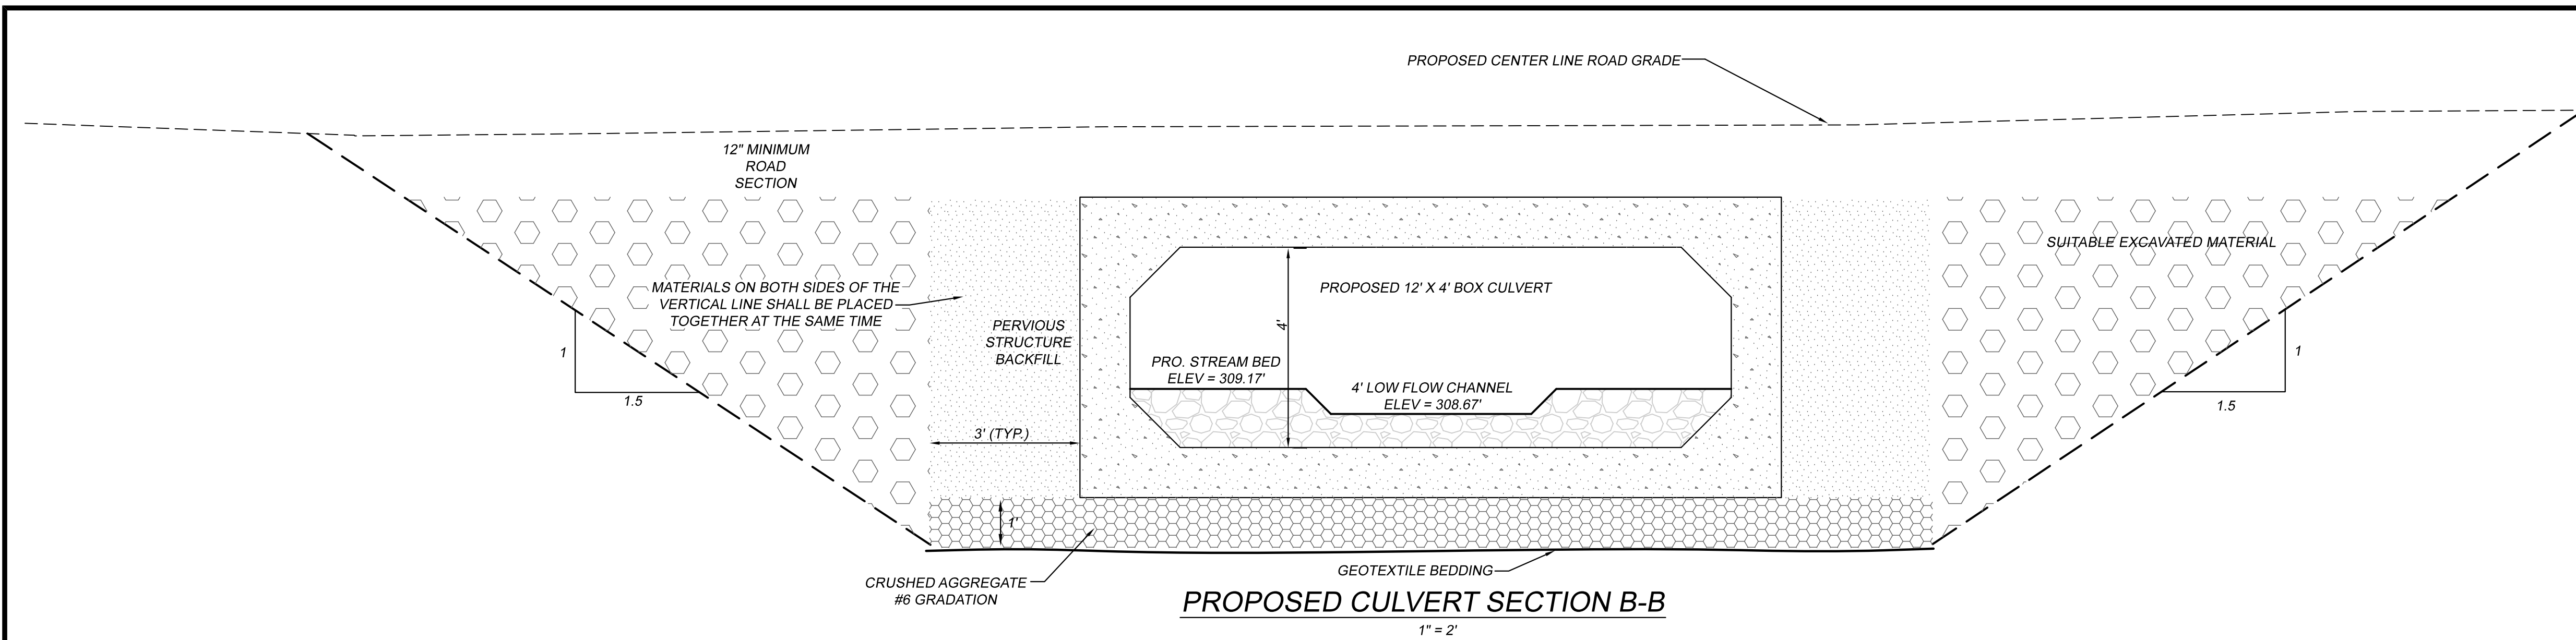 PROPOSED CENTER LINE ROAD GRADE
12" MINIMUM
ROAD
SECTION
SUITABLE EXCAVATED MATERIAL
MATERIALS ON BOTH SIDES OF THE
VERTICAL LINE SHALL BE PLACED
TOGETHER AT THE SAME TIME
PROPOSED 12' X 4' BOX CULVERT
PERVIOUS
STRUCTURE
BACKFILL
4'
1
1.5
PRO. STREAM BED
ELEV = 309.17'
4' LOW FLOW CHANNEL
ELEV = 308.67'
1
1.5
3' (TYP.)
1'
CRUSHED AGGREGATE
#6 GRADATION
GEOTEXTILE BEDDING
PROPOSED CULVERT SECTION B-B
1" = 2'